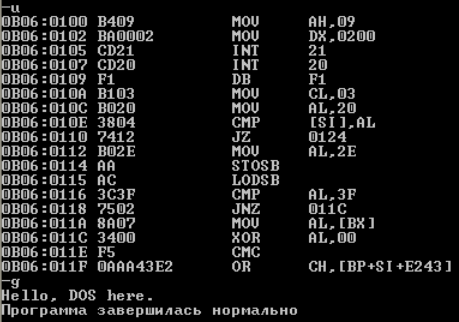 -u
0B06:0100 B409 MOV AH,09
0B06:0102 BA0002 MOV DX,0200
0B06:0105 CD21 INT 21
0B06:0107 CD20 INT 20
0B06:0109 F1 DB F1
0B06:010A B103 MOV CL,03
0B06:010C B020 MOV AL,20
0B06:010E 3804 CMP [SI],AL
0B06:0110 7412 JZ 0124
0B06:0112 B02E MOV AL,2E
0B06:0114 AA STOSB
0B06:0115 AC LODSB
0B06:0116 3C3F CMP AL,3F
0B06:0118 7502 JNZ 011C
0B06:011A 8A07 MOV AL,[BX]
0B06:011C 3400 XOR AL,00
0B06:011E F5 CMC
0B06:011F 0AAA43E2 OR CH,[BP+SI+E243]
-g
Hello, DOS here.
Программа завершилась нормально